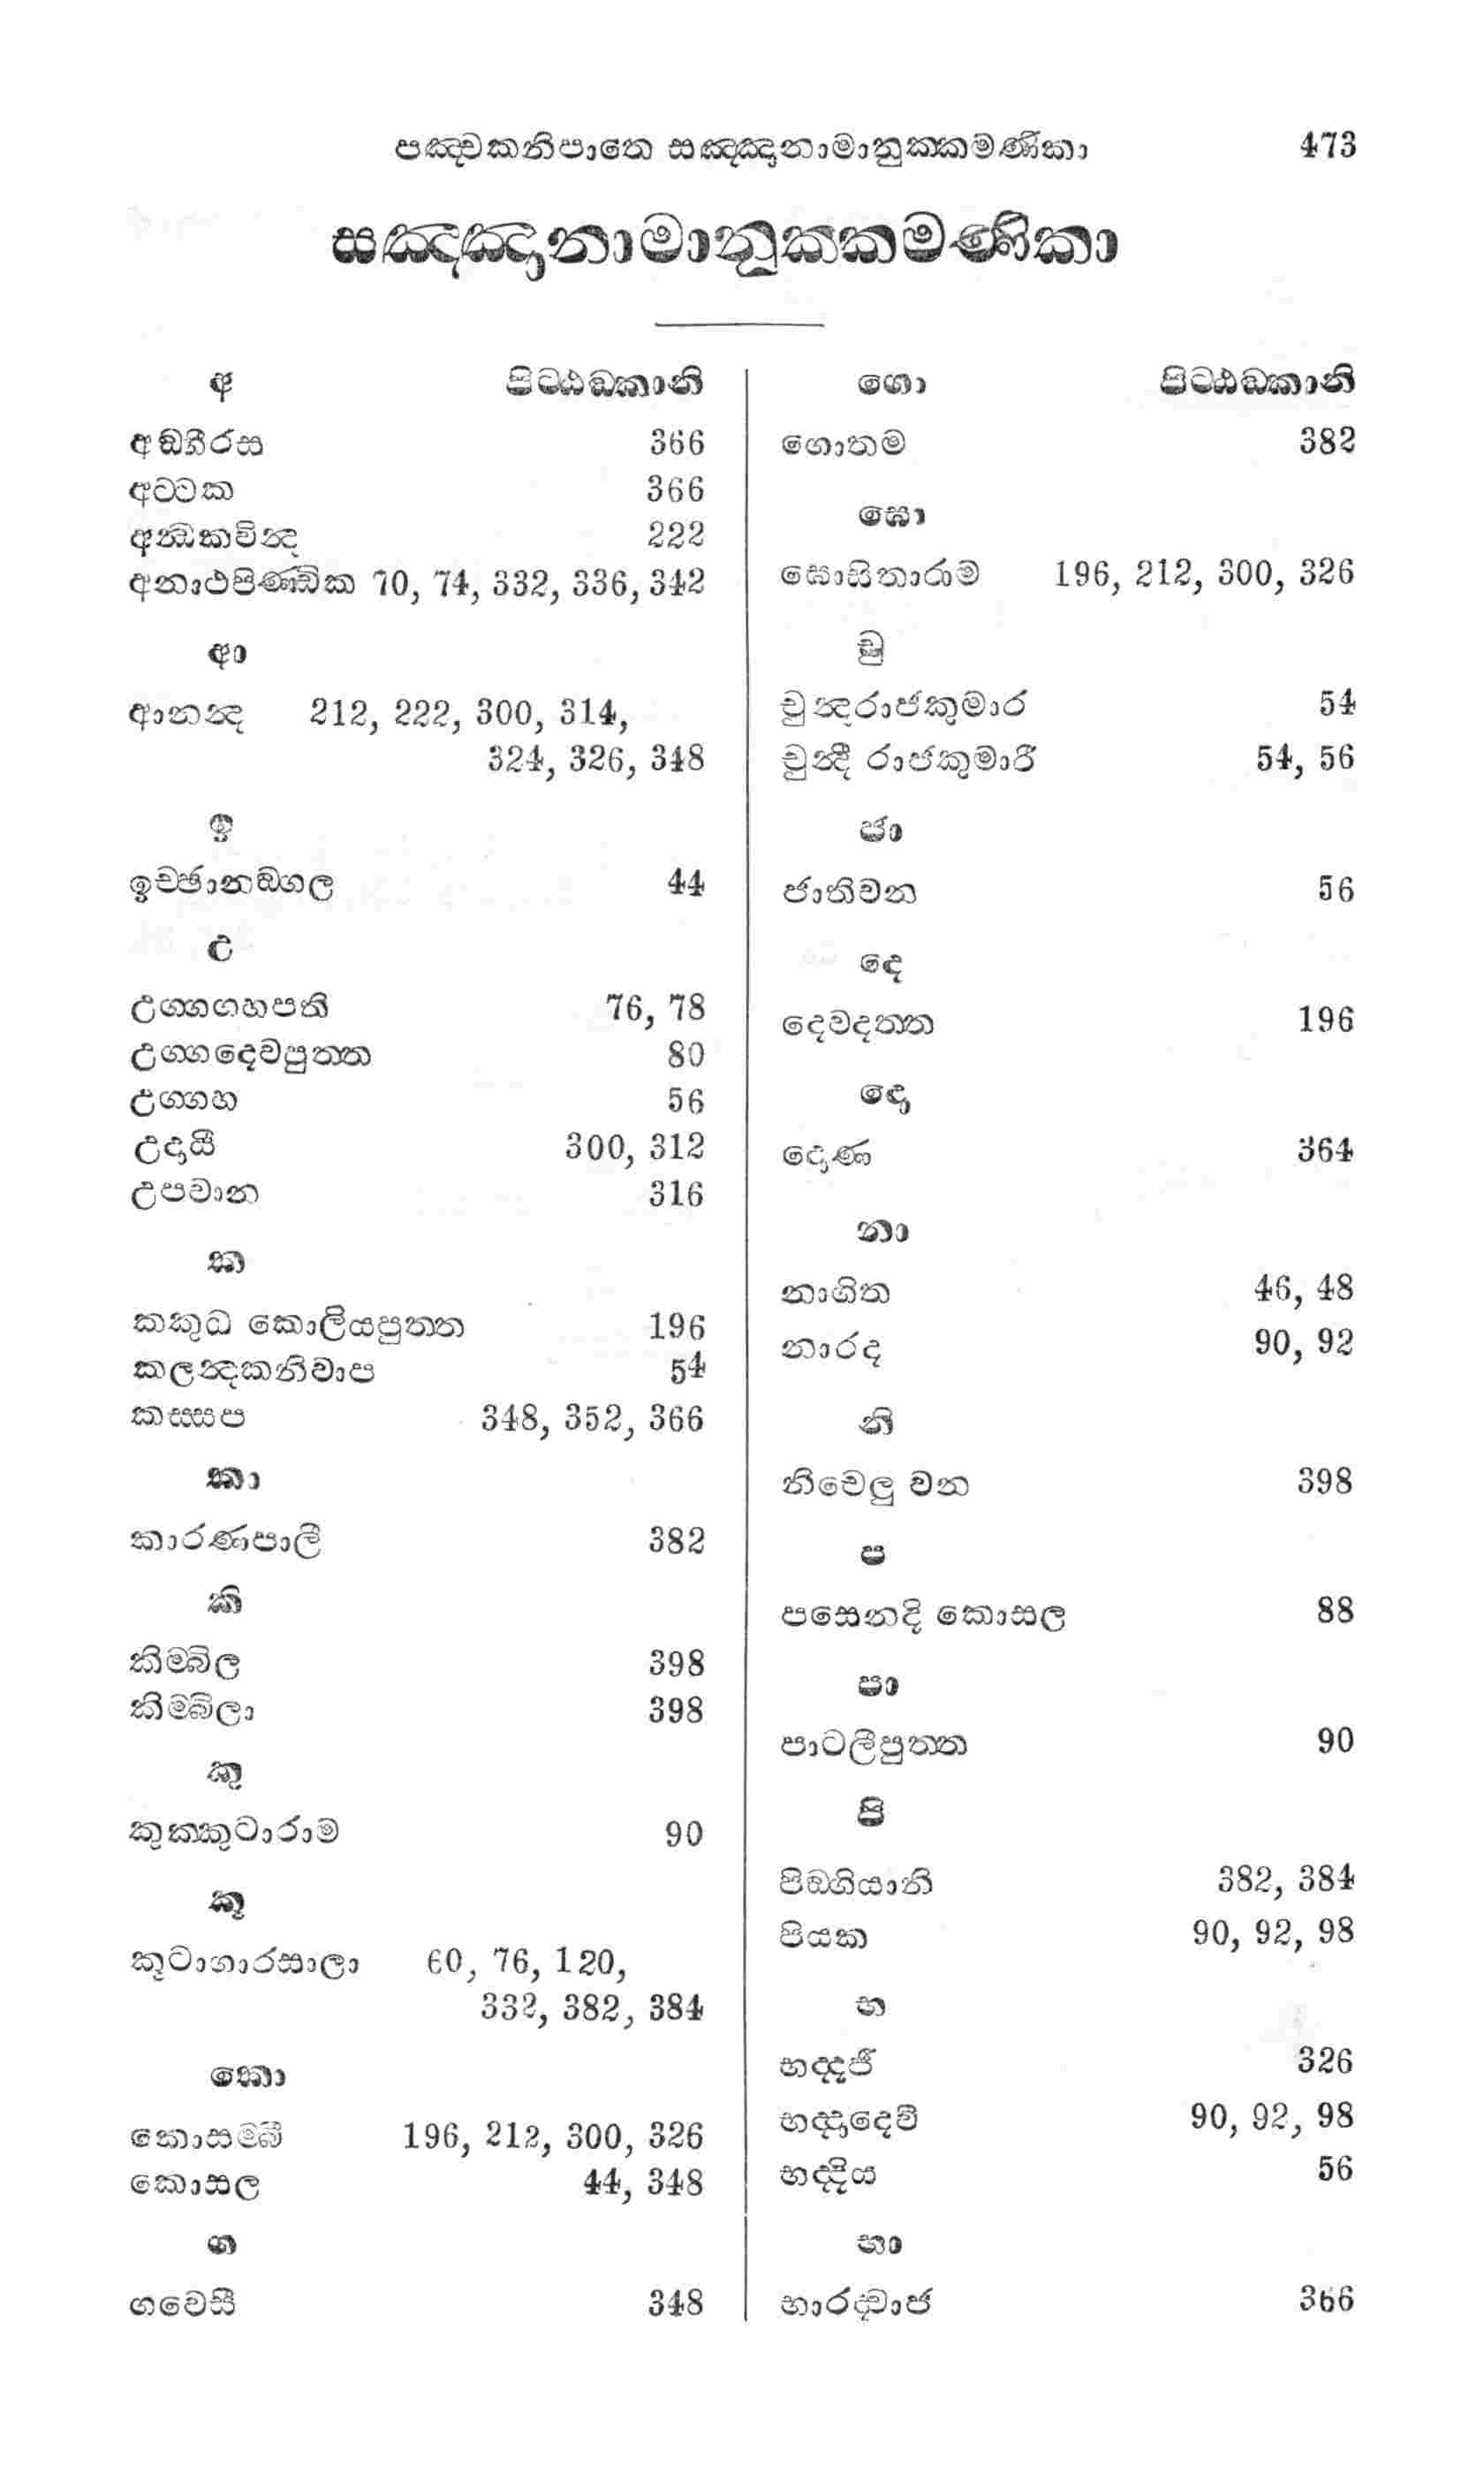 පඤ්චකනිපාතෙ සඤ්ඤානාමානුක්කමණිකා 473
සඤ්ඤානාමානුක්කමණිකා
අ පිට්ඨඞ්කානි
අඞ්ගීරස 366
අට්ටක 366
අන්ධකවින්ද 222
අනාථපිණ්ඩික 70, 74, 332, 336, 342
ආ
ආනන්ද 212, 222, 300, 314,
324, 326, 348
ඉ
ඉච්ඡානඞ්ගල 44
උ
උග්ගගහපති 76, 78
උග්ගදෙවපුත්ත 80
උග්ගහ 56
උදායී 300, 312
උපවාන 316
ක
කකුධ කොලියපුත්ත 196
කලන්දකනිවාප 54
කස්සප 348, 352, 366
කා
කාරණපාලී 382
කි
කිම්බිල 398
කිම්බිලා 398
කු
කුක්කුටාරාම 90
කූ
කූටාගාරසාලා 60, 76, 120,
332, 382, 384
කො
කොසම්බී 196, 212, 300, 326
කොසල 44, 348
ග
ගවෙසී 348
ගො පිට්ඨඞ්කානි
ගොතම 382
ඝො
ඝොසිතාරාම 196, 212, 300, 326
චු
චුන්දරාජකුමාර 54
චුන්දී රාජකුමාරී 54, 56
ජා
ජාතිවන 56
දෙ
දෙවදත්ත 196
දො
දොණ 364
නා
නාගිත 46, 48
නාරද 90, 92
නි
නිචෙලු වන 398
ප
පසෙනදි කොසල 88
පා
පාටලීපුත්ත 90
පි
පිඞ්ගියානි 382, 384
පියක 90, 92, 98
භ
භද්දජී 326
භද්දාදෙවී 90, 92, 98
භද්දිය 56
භා
භාරද්වාජ 366